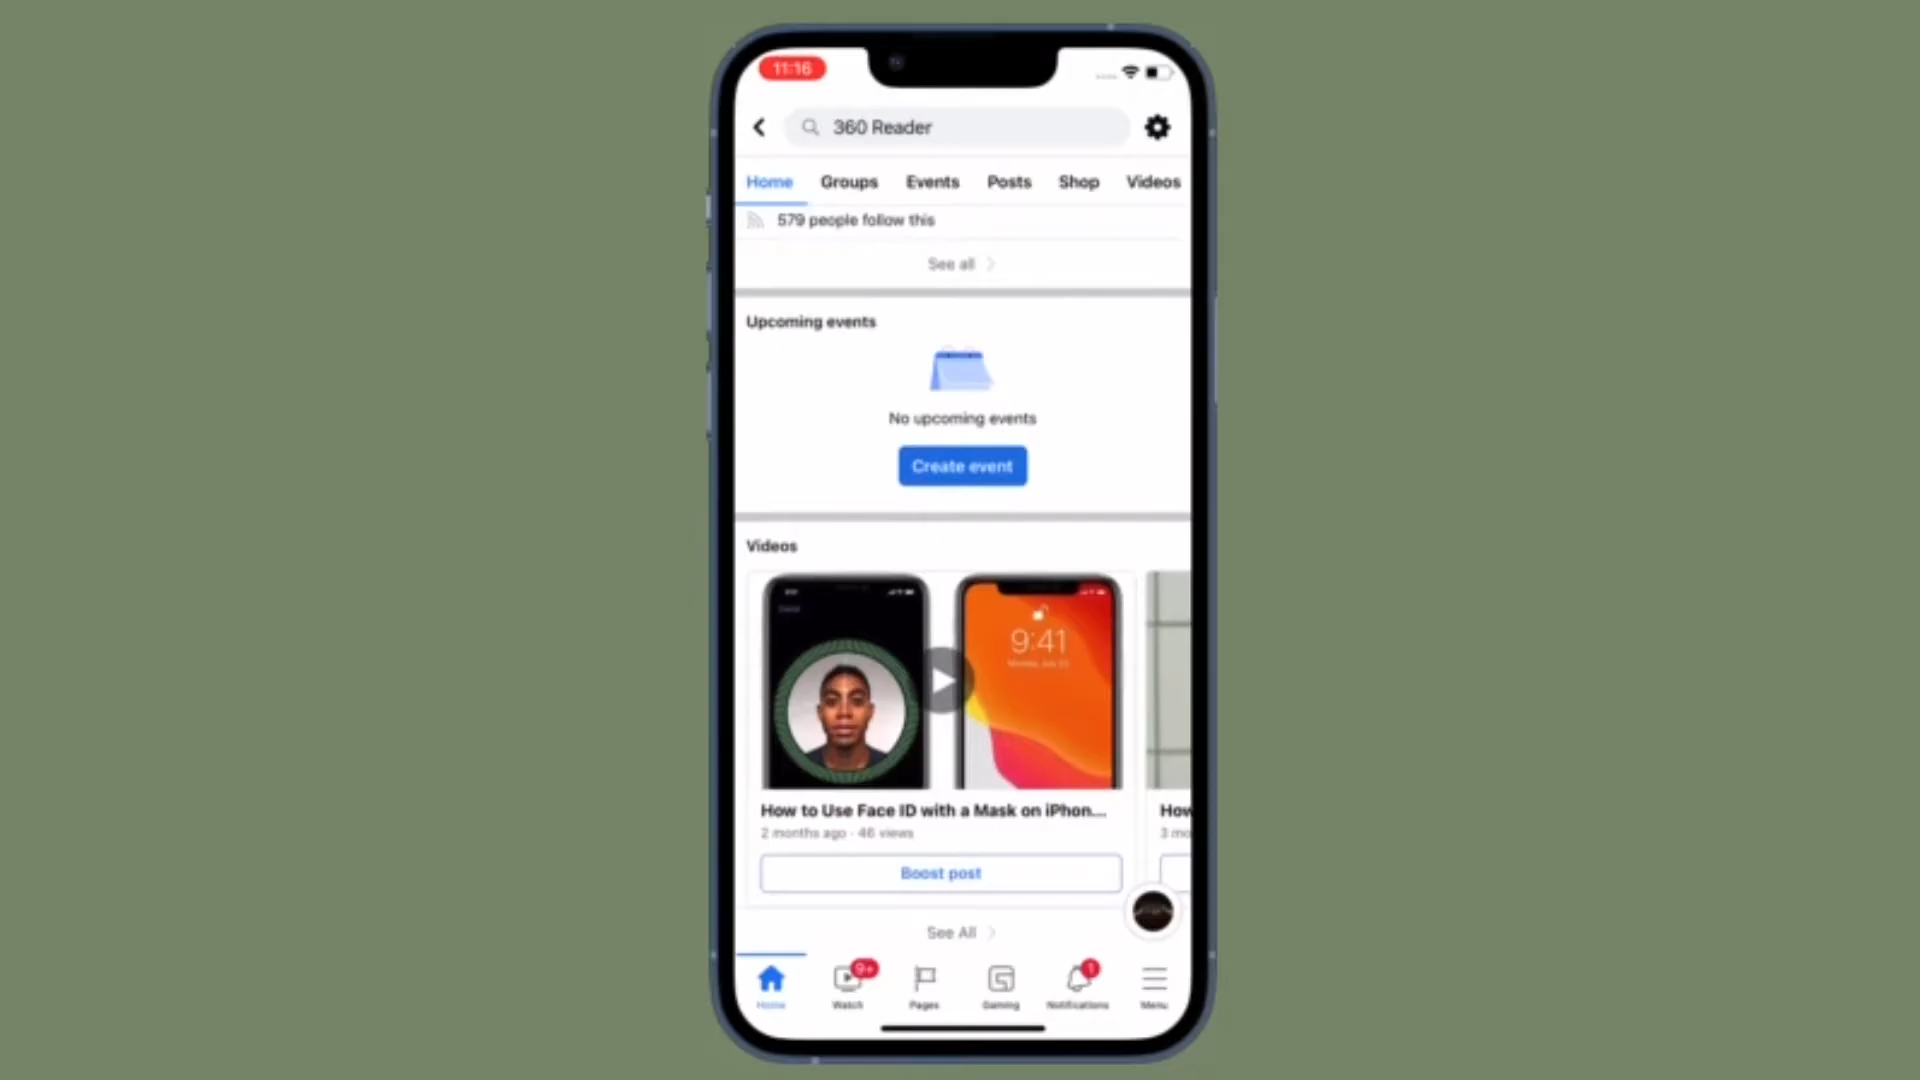 11:16
360 Reader
Home Groups Events Posts Shop Videos
579 people follow this
See all
Upcoming events
No upcoming events
Create event
Videos
9:41
How to Use Face ID with a Mask on iPhon...
How
2 months ago · 46 views
3 mo
Boost post
See All
9+
1
Home Watch Pages Gaming Notifications Menu